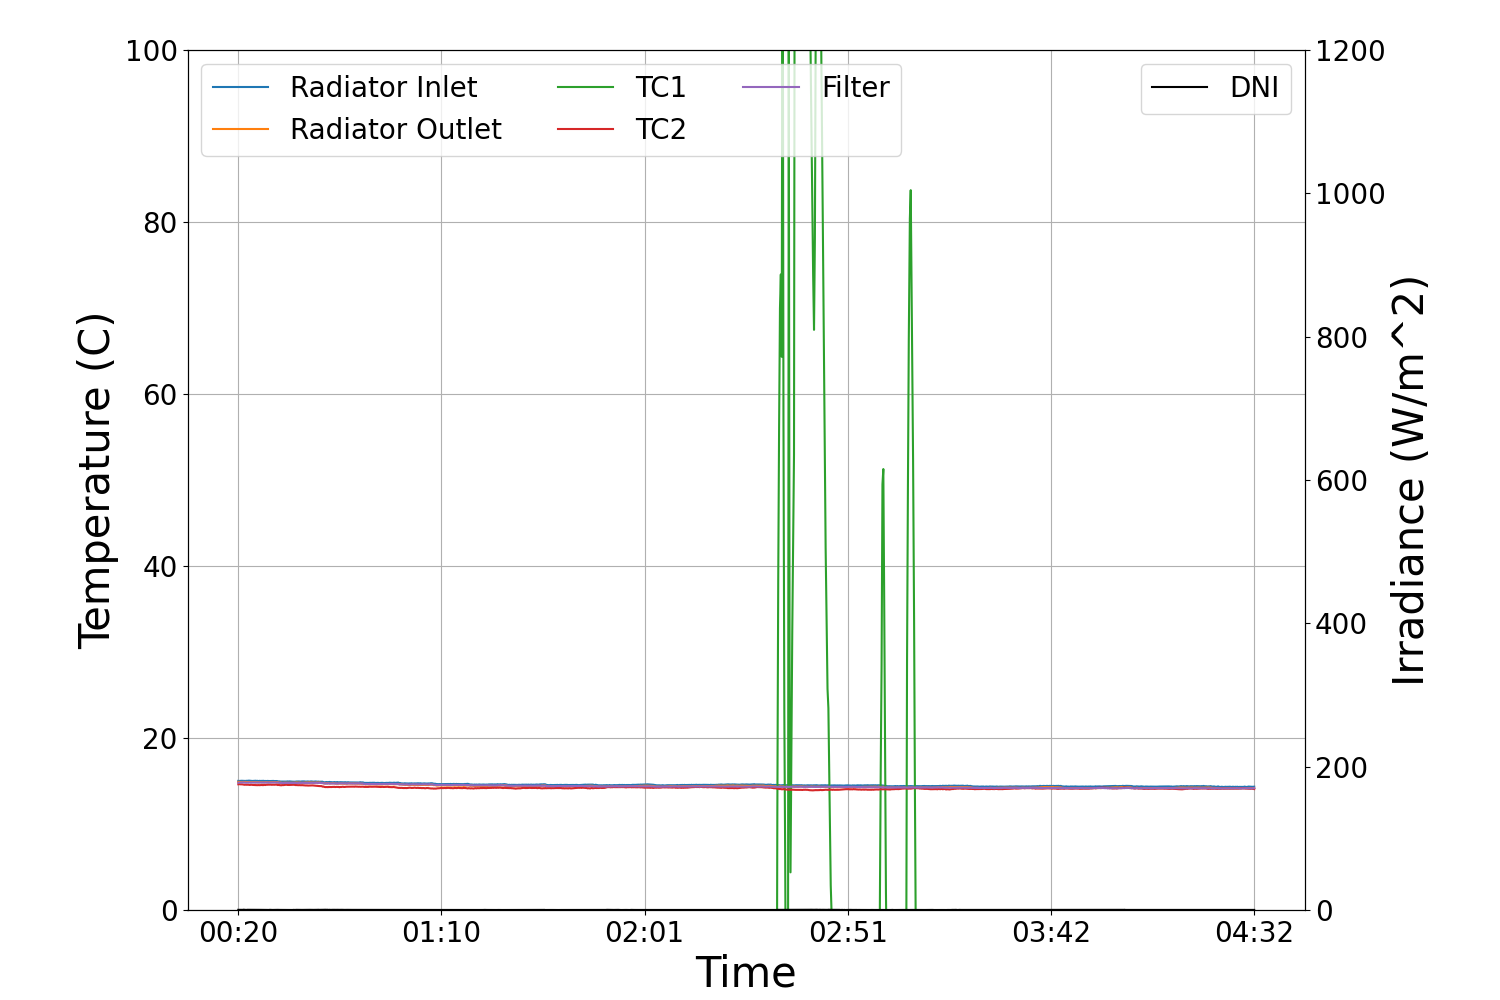 Radiator Inlet
Radiator Outlet
TC1
TC2
Filter
DNI
Temperature (C)
100
80
60
40
20
0
1200
1000
800
600
400
200
0
Irradiance (W/m^2)
00:20
01:10
02:01
02:51
03:42
04:32
Time